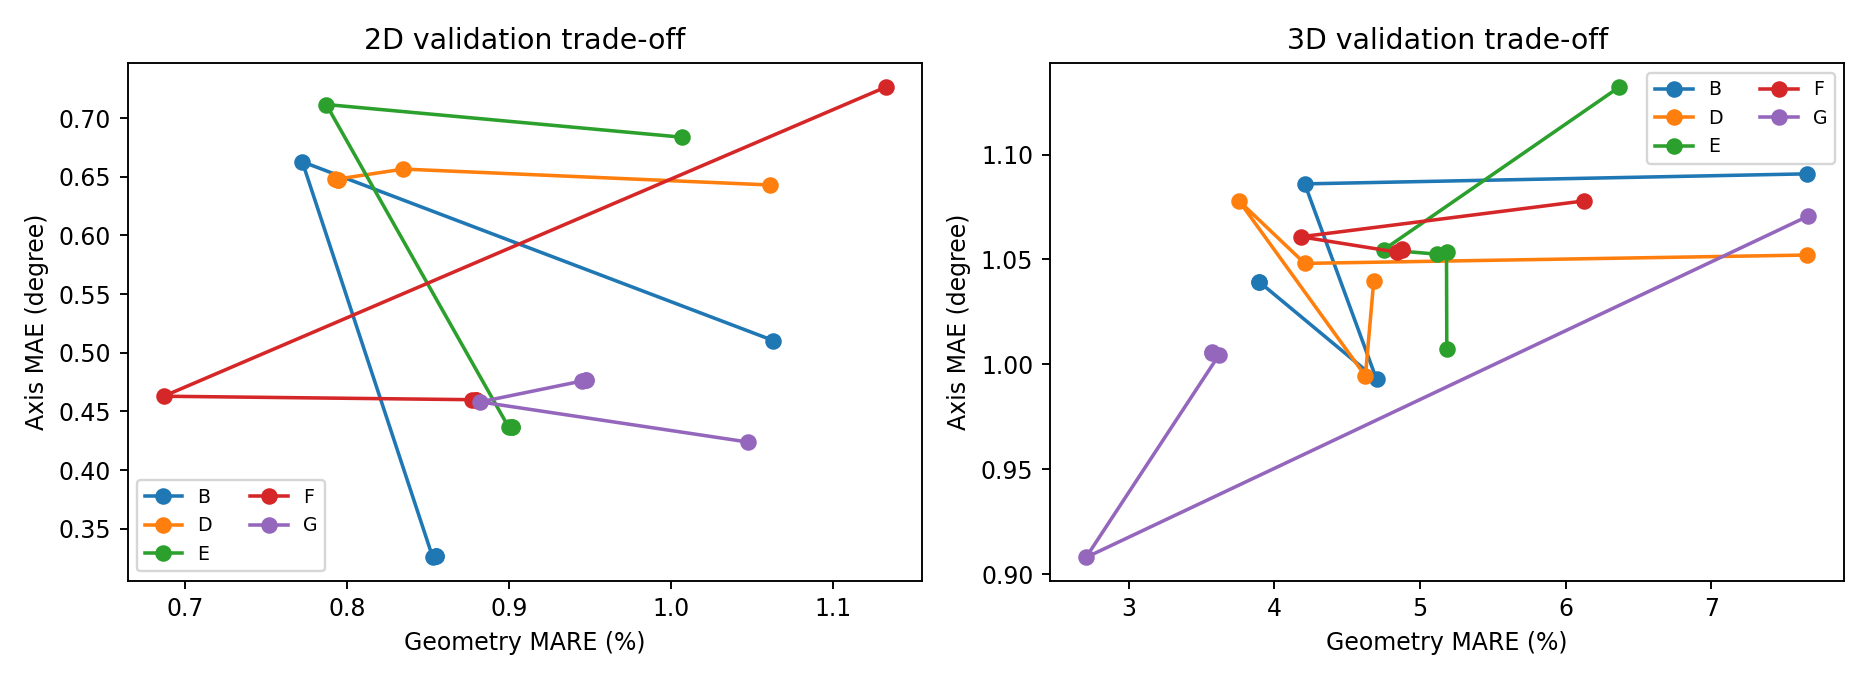 2D validation trade-off
Axis MAE (degree)
0.70
0.65
0.60
0.55
0.50
0.45
0.40
0.35
B
D
E
F
G
0.7
0.8
0.9
1.0
1.1
Geometry MARE (%)
3D validation trade-off
Axis MAE (degree)
1.10
1.05
1.00
0.95
0.90
B
D
E
F
G
3
4
5
6
7
Geometry MARE (%)